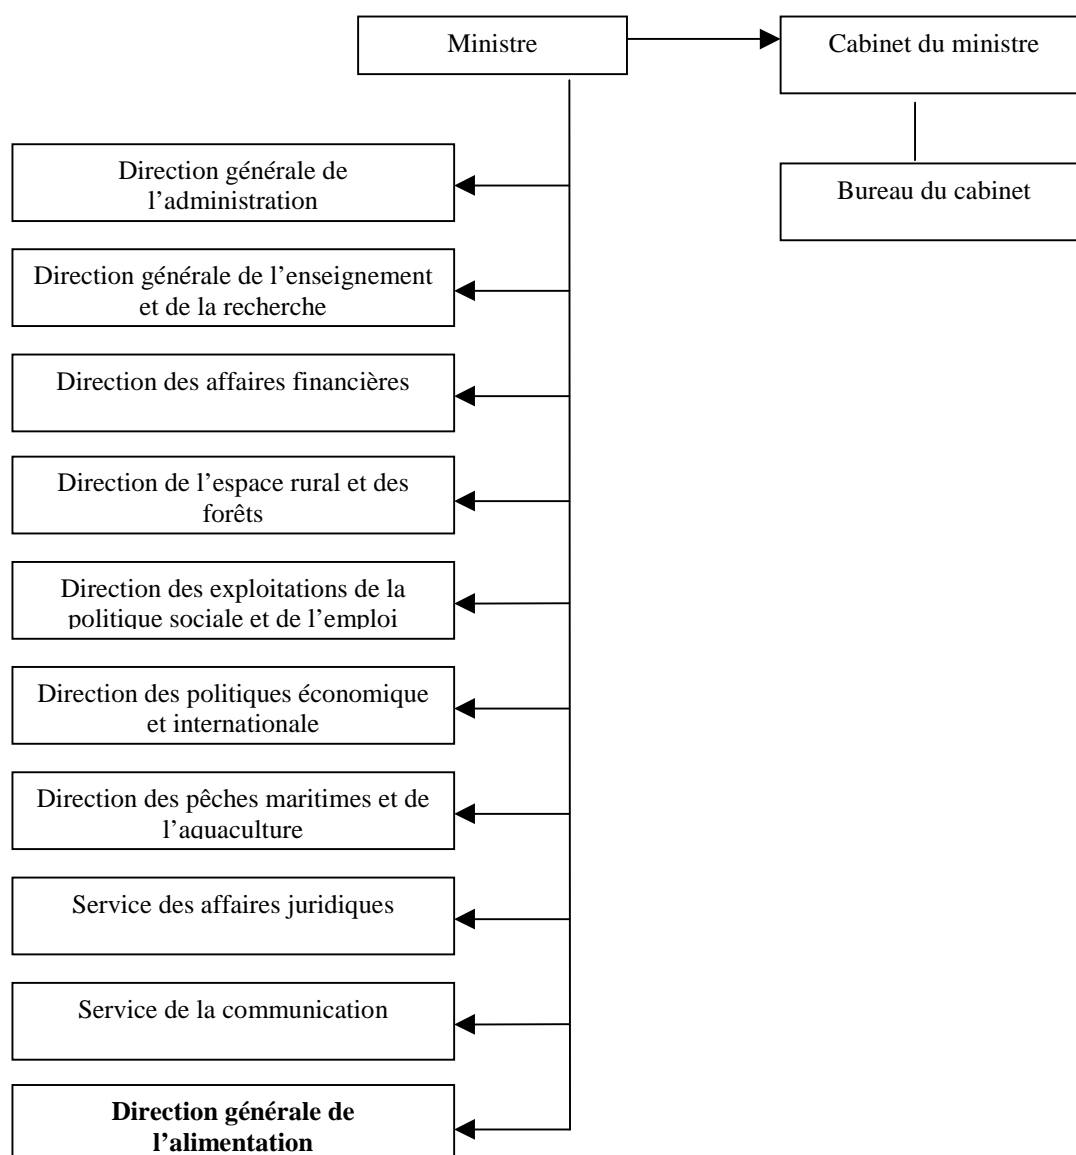 Ministre
Cabinet du ministre
Bureau du cabinet
Direction générale de
l’administration
Direction générale de l’enseignement
et de la recherche
Direction des affaires financières
Direction de l’espace rural et des
forêts
Direction des exploitations de la
politique sociale et de l’emploi
Direction des politiques économique
et internationale
Direction des pêches maritimes et de
l’aquaculture
Service des affaires juridiques
Service de la communication
Direction générale de
l’alimentation